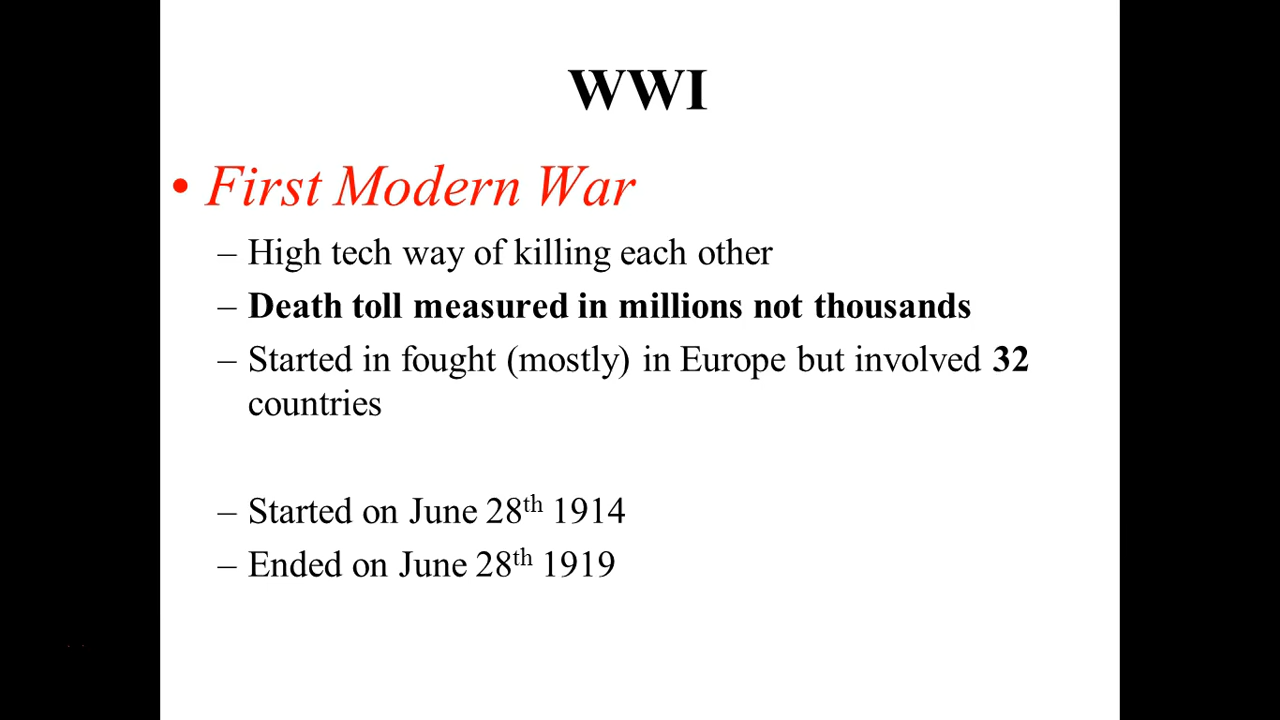 WWI
• First Modern War
– High tech way of killing each other
– Death toll measured in millions not thousands
– Started in fought (mostly) in Europe but involved 32
countries
– Started on June 28th 1914
– Ended on June 28th 1919